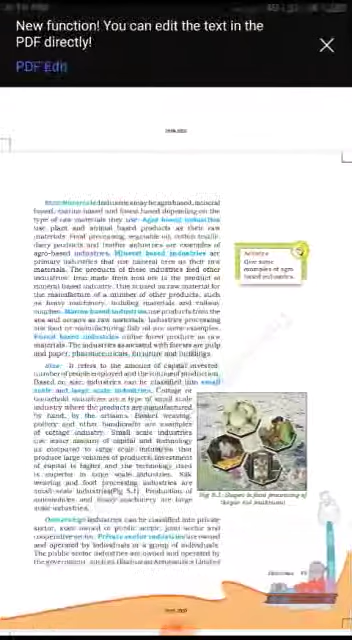 New function! You can edit the text in the
PDF directly!
PDF Edit
Raw Materials: Industries may be agro based, mineral
based, marine based and forest based depending on the
type of raw materials they use. Agro based industries
use plant and animal based products as their raw
materials. Food processing, vegetable oil, cotton textile,
dairy products and leather industries are examples of
agro-based industries. Mineral based industries are
primary industries that use mineral ores as their raw
materials. The products of these industries feed other
industries. Iron made from iron ore is the product of
mineral based industry. This is used as raw material for
the manufacture of a number of other products, such
as heavy machinery, building materials and railway
coaches. Marine based industries use products from the
sea and oceans as raw materials. Industries processing
sea food or manufacturing fish oil are some examples.
Forest based industries utilise forest produce as raw
materials. The industries associated with forests are pulp
and paper, pharmaceuticals, furniture and buildings.
Activity
Give some
examples of agro-
based industries.
Size: It refers to the amount of capital invested,
number of people employed and the volume of production.
Based on size, industries can be classified into small
scale and large scale industries. Cottage or
household industries are a type of small scale
industry where the products are manufactured
by hand, by the artisans. Basket weaving,
pottery and other handicrafts are examples
of cottage industry. Small scale industries
use lesser amount of capital and technology
as compared to large scale industries that
produce large volumes of products. Investment
of capital is higher and the technology used
is superior in large scale industries. Silk
weaving and food processing industries are
small scale industries(Fig 5.1). Production of
automobiles and heavy machinery are large
scale industries.
Fig 5.1: Stages in food processing of
Gorgon Nut (makhana)
Ownership: Industries can be classified into private
sector, state owned or public sector, joint sector and
cooperative sector. Private sector industries are owned
and operated by individuals or a group of individuals.
The public sector industries are owned and operated by
the government, such as Hindustan Aeronautics Limited
Industries